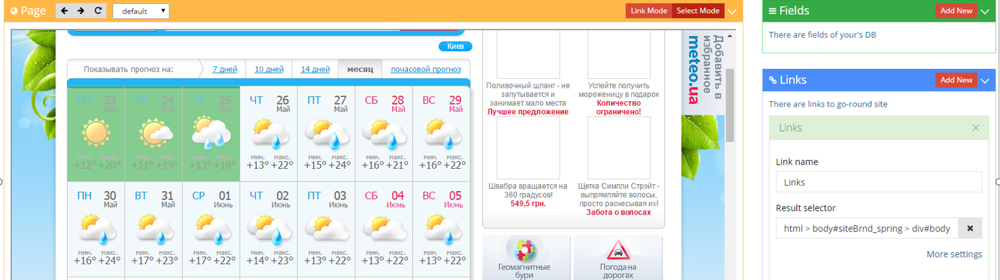 Page
default
Link Mode
Select Mode
Киев
Показывать прогноз на:
7 дней
10 дней
14 дней
месяц
почасовой прогноз
ПН 23 Май
ВТ 24 Май
СР 25 Май
ЧТ 26 Май
ПТ 27 Май
СБ 28 Май
ВС 29 Май
мин. макс.
мин. макс.
мин. макс.
мин. макс.
мин. макс.
мин. макс.
мин. макс.
+12° +20°
+11° +19°
+13° +18°
+13° +22°
+15° +24°
+16° +21°
+16° +22°
ПН 30 Май
ВТ 31 Май
СР 01 Июнь
ЧТ 02 Июнь
ПТ 03 Июнь
СБ 04 Июнь
ВС 05 Июнь
мин. макс.
мин. макс.
мин. макс.
мин. макс.
мин. макс.
мин. макс.
мин. макс.
+16° +24°
+17° +23°
+17° +22°
+14° +23°
+13° +22°
+13° +22°
+13° +22°
Поливочный шланг - не
запутывается и
занимает мало места
Лучшее предложение
Успейте получить
мороженицу в подарок
Количество
ограничено!
Швабра вращается на
360 градусов!
549,5 грн.
Щетка Симпли Стрэйт -
выпрямляйте волосы,
просто расчесывая их!
Забота о волосах
Геомагнитные
бури
Погода на
дорогах
Добавить в
избранное
meteo.ua
Fields
Add New
There are fields of your's DB
Links
Add New
There are links to go-round site
Links
Link name
Links
Result selector
html > body#siteBrnd_spring > div#body
More settings